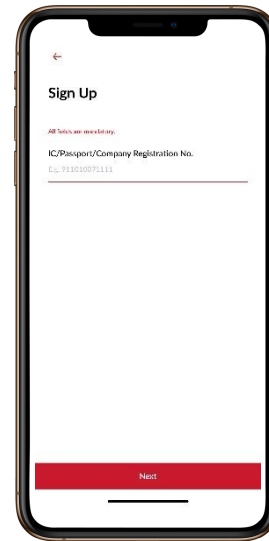 Sign Up
All fields are mandatory.
IC/Passport/Company Registration No.
E.g. 911010071111
Next